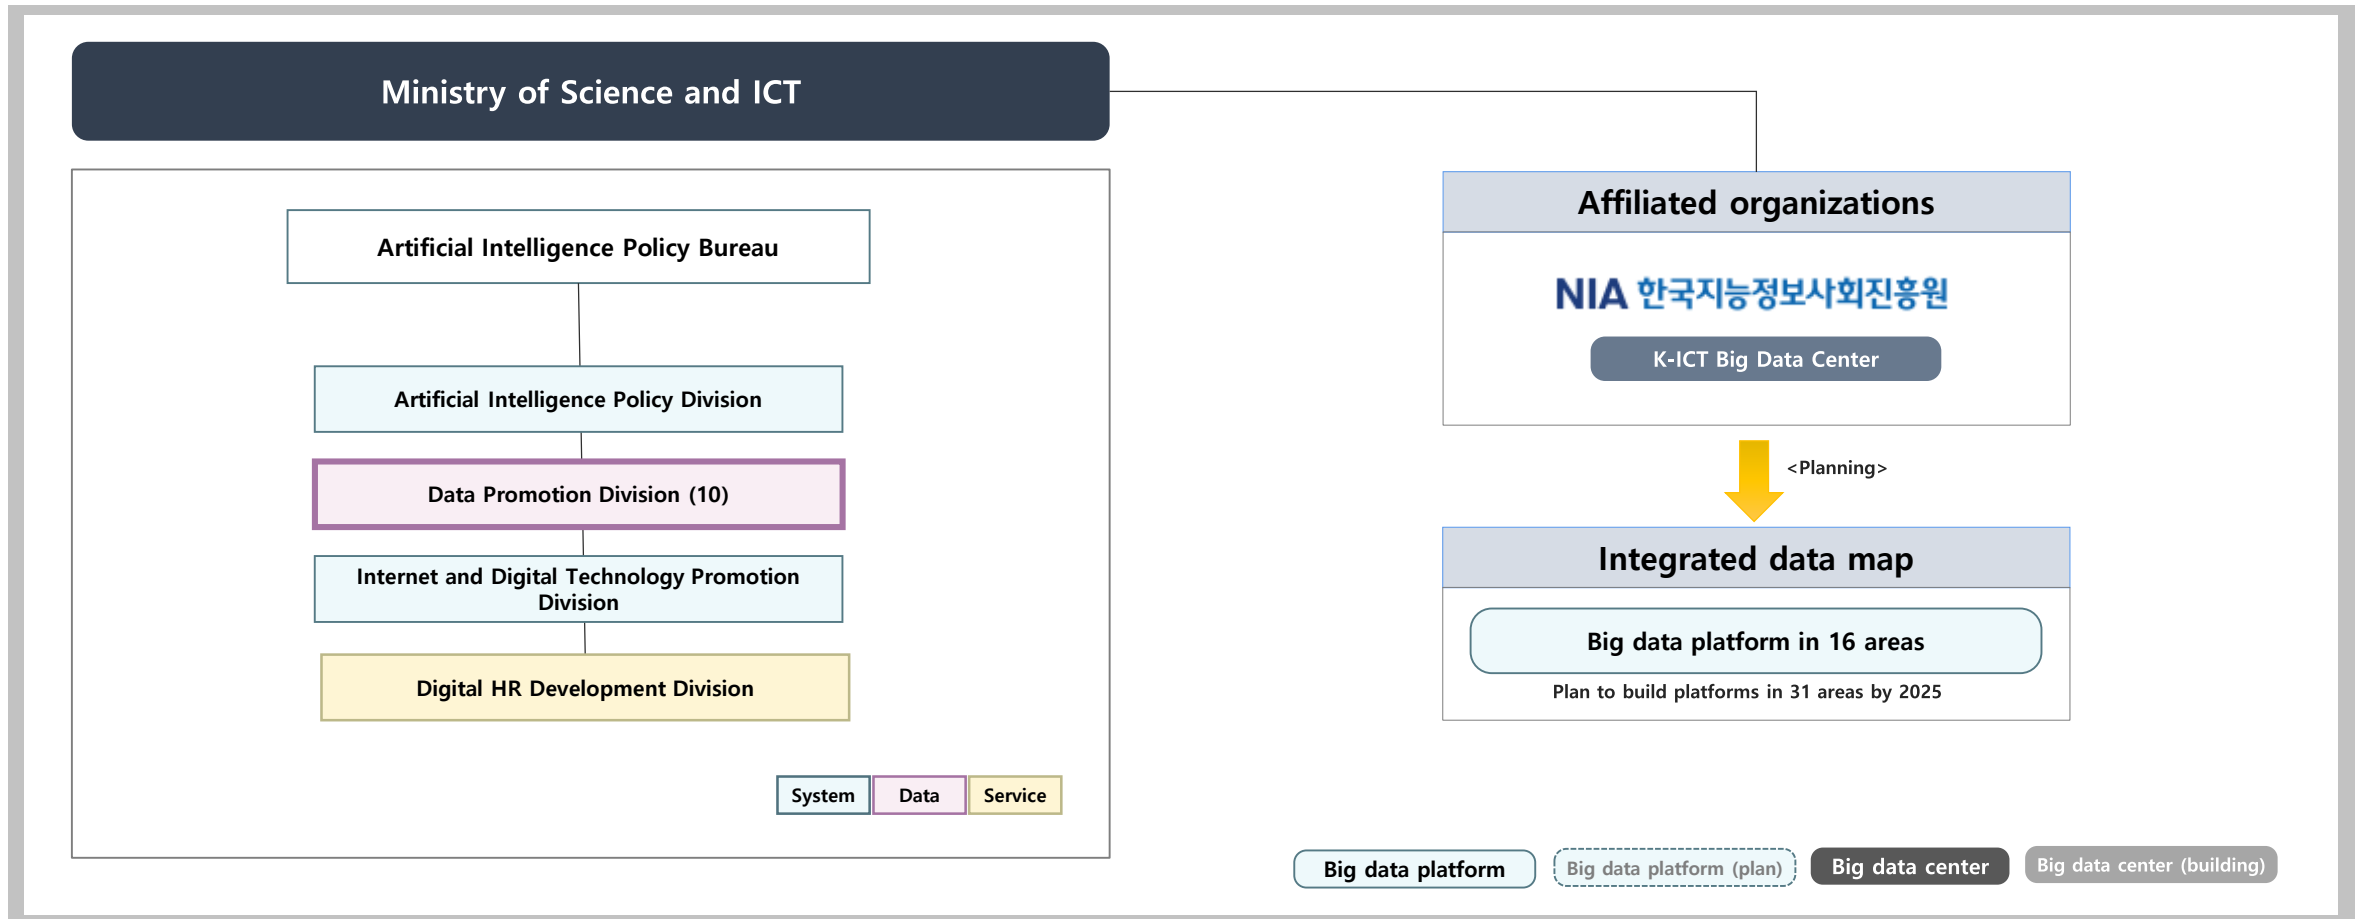 Ministry of Science and ICT
Artificial Intelligence Policy Bureau
Artificial Intelligence Policy Division
Data Promotion Division (10)
Internet and Digital Technology Promotion
Division
Digital HR Development Division
System
Data
Service
Affiliated organizations
NIA 한국지능정보사회진흥원
K-ICT Big Data Center
<Planning>
Integrated data map
Big data platform in 16 areas
Plan to build platforms in 31 areas by 2025
Big data platform
Big data platform (plan)
Big data center
Big data center (building)